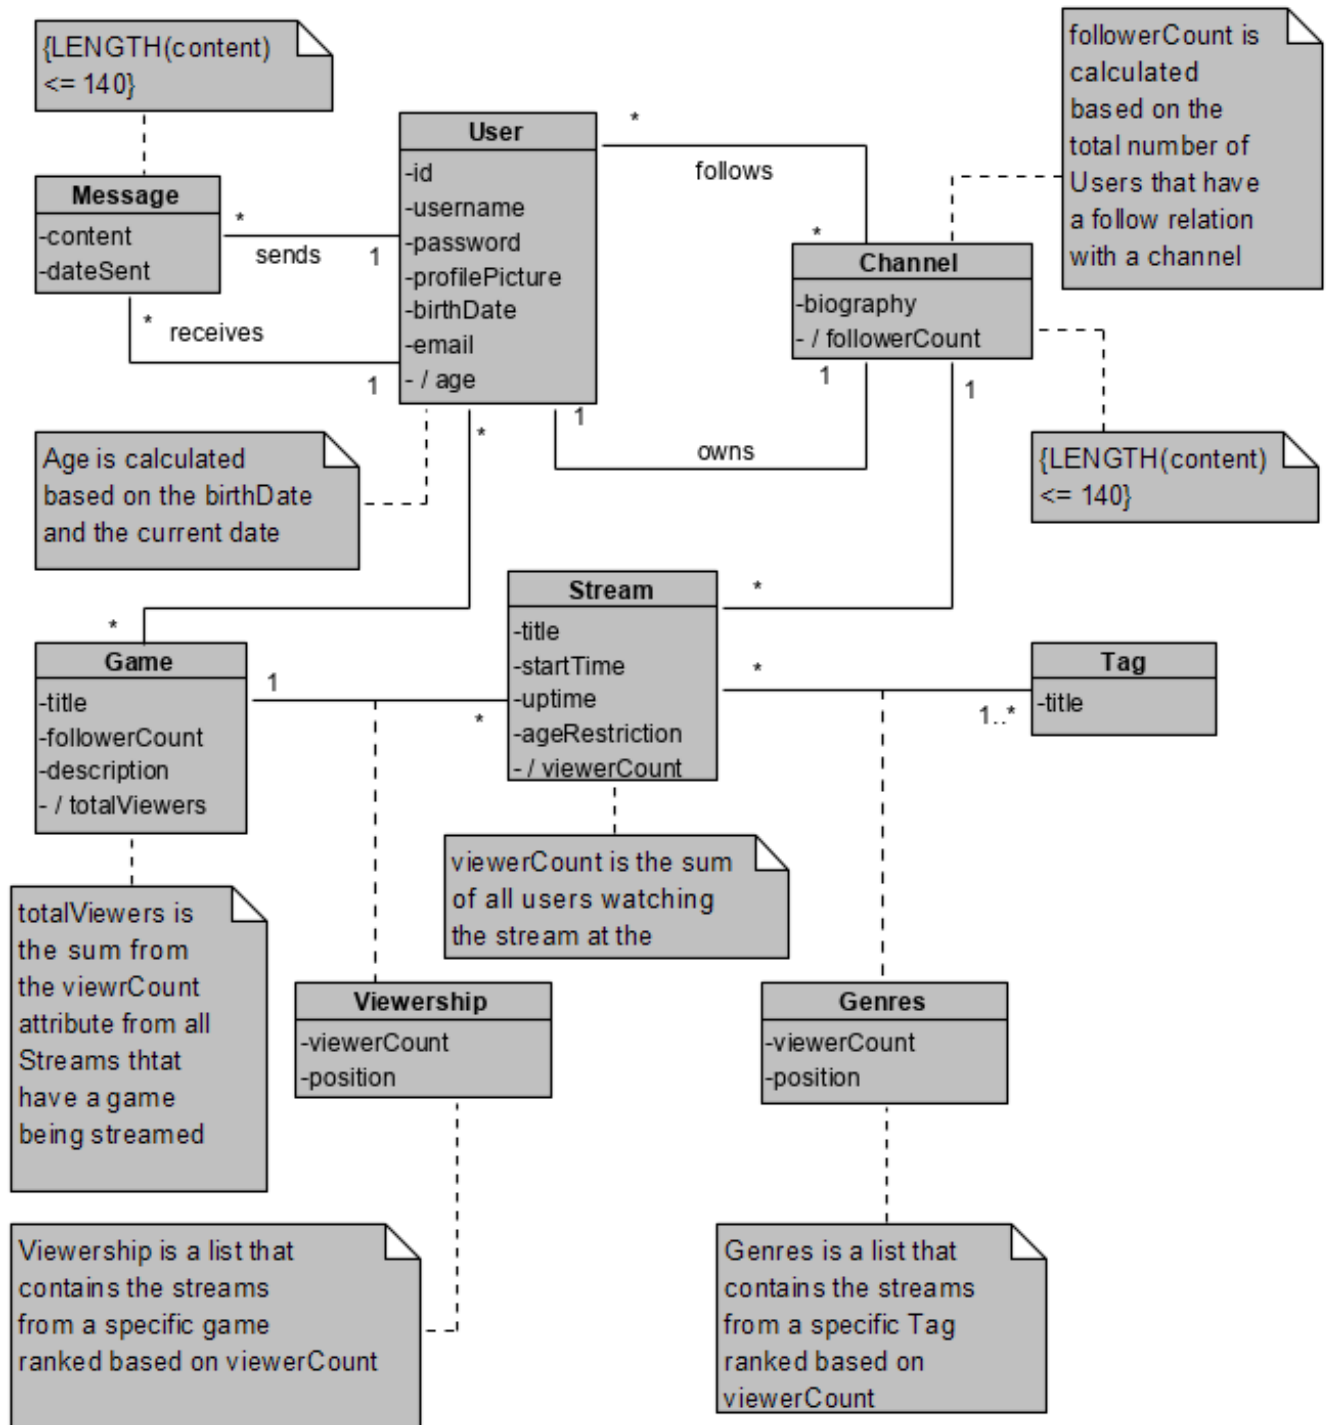 {LENGTH(content)
<= 140}
followerCount is
calculated
based on the
total number of
Users that have
a follow relation
with a channel
User
-id
-username
-password
-profilePicture
-birthDate
-email
- / age
*
follows
*
Message
-content
-dateSent
*
sends
1
*
receives
1
Channel
-biography
- / followerCount
1
1
1
*
owns
{LENGTH(content)
<= 140}
Age is calculated
based on the birthDate
and the current date
Stream
-title
-startTime
-uptime
-ageRestriction
- / viewerCount
*
*
Game
-title
-followerCount
-description
- / totalViewers
1
*
*
1..*
Tag
-title
viewerCount is the sum
of all users watching
the stream at the
totalViewers is
the sum from
the viewrCount
attribute from all
Streams thtat
have a game
being streamed
Viewership
-viewerCount
-position
Genres
-viewerCount
-position
Viewership is a list that
contains the streams
from a specific game
ranked based on viewerCount
Genres is a list that
contains the streams
from a specific Tag
ranked based on
viewerCount